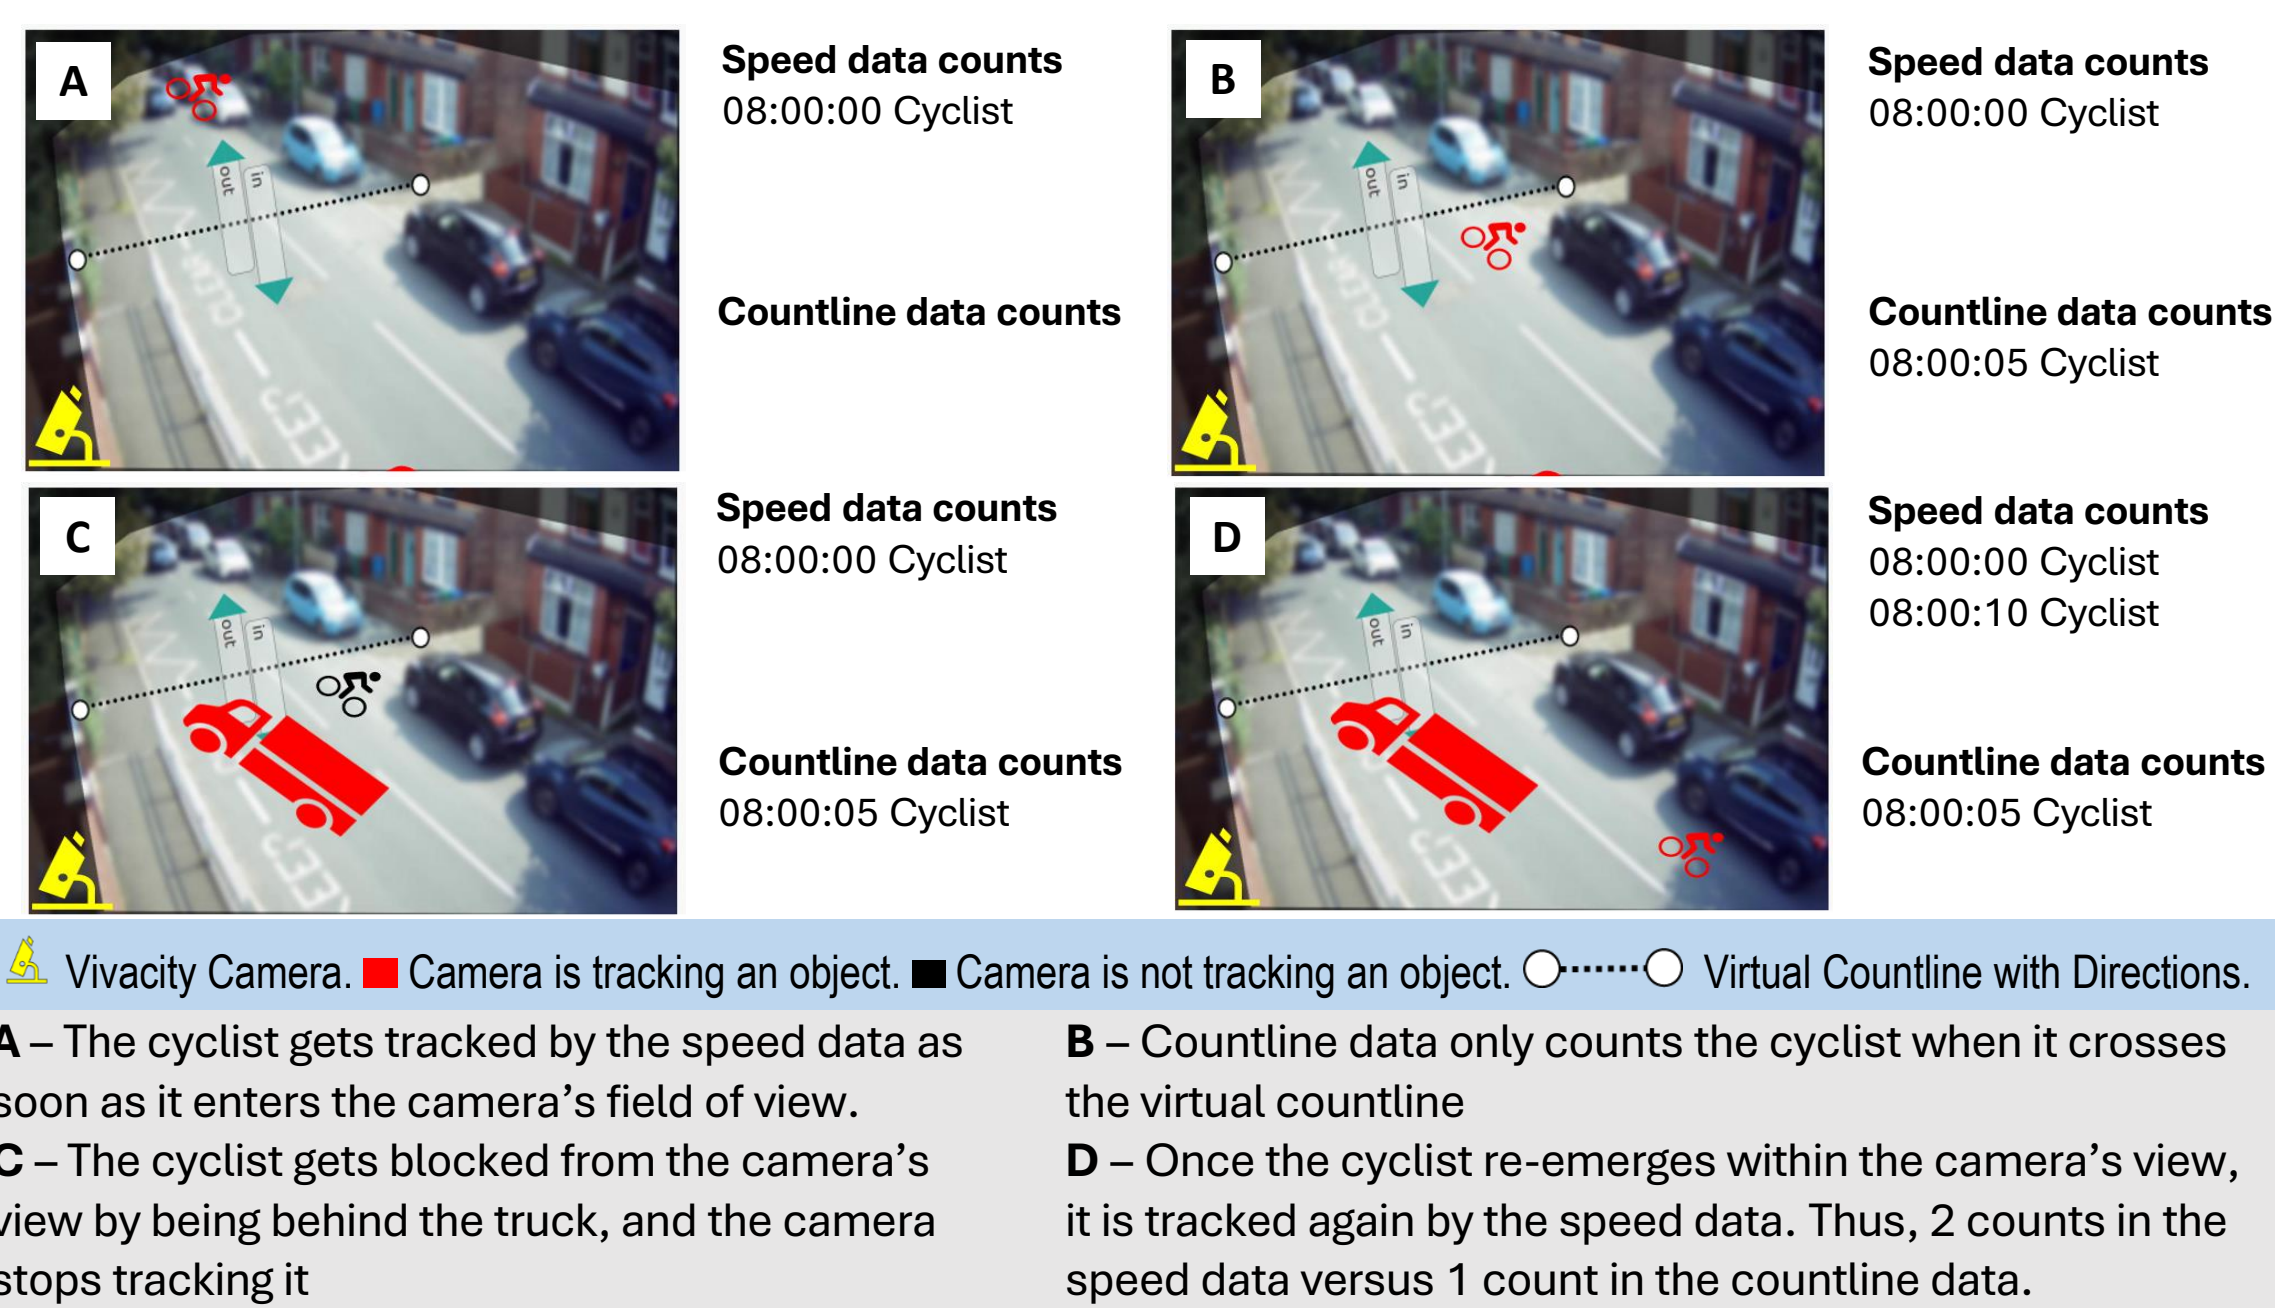 A
Speed data counts
08:00:00 Cyclist
Countline data counts
out
in
B
Speed data counts
08:00:00 Cyclist
Countline data counts
08:00:05 Cyclist
out
in
CLEAR
KEEP
C
Speed data counts
08:00:00 Cyclist
Countline data counts
08:00:05 Cyclist
out
in
KEEP
D
Speed data counts
08:00:00 Cyclist
08:00:10 Cyclist
Countline data counts
08:00:05 Cyclist
out
in
KEEP
Vivacity Camera. Camera is tracking an object. Camera is not tracking an object. Virtual Countline with Directions.
A – The cyclist gets tracked by the speed data as
soon as it enters the camera’s field of view.
C – The cyclist gets blocked from the camera’s
view by being behind the truck, and the camera
stops tracking it
B – Countline data only counts the cyclist when it crosses
the virtual countline
D – Once the cyclist re-emerges within the camera’s view,
it is tracked again by the speed data. Thus, 2 counts in the
speed data versus 1 count in the countline data.